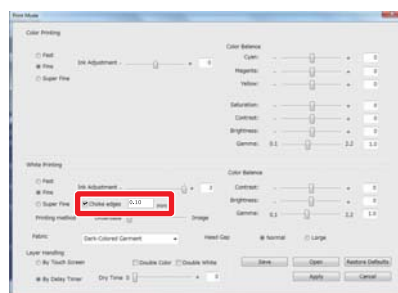 Print Mode
Color Printing
Color Balance
Fast
Fine
Super Fine
Ink Adjustment - + 0
Cyan: - + 0
Magenta: - + 0
Yellow: - + 0
Saturation: - + 0
Contrast: - + 0
Brightness: - + 0
Gamma: 0.1 2.2 1.0
White Printing
Color Balance
Fast
Fine
Super Fine
Ink Adjustment - + 0
Contrast: - + 0
Brightness: - + 0
Gamma: 0.1 2.2 1.0
Choke edges 0.10 mm
Printing method Underbase Image
Fabric: Dark-Colored Garment
Head Gap Normal Large
Layer Handling
By Touch Screen
Double Color Double White
By Delay Timer Dry Time 0 - + 0
Save Open Restore Defaults
Apply Cancel